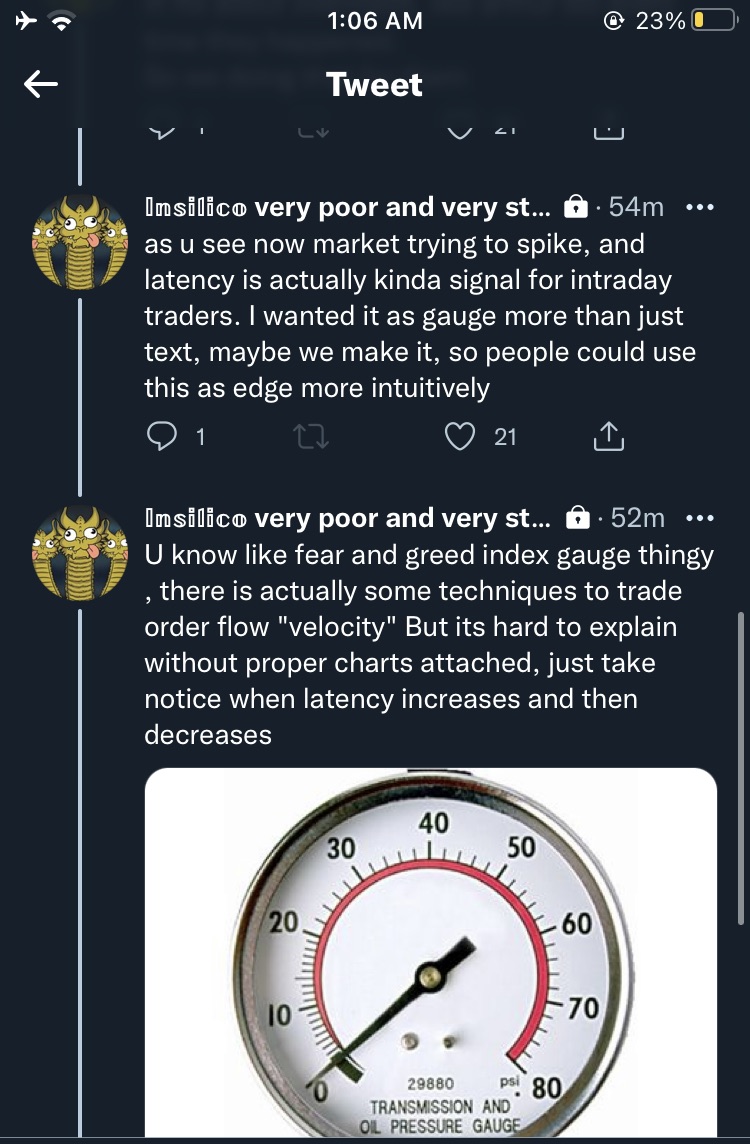 1:06 AM
23%
Tweet
1 21
𝕀𝕞𝕤𝕚𝕝𝕚𝕔𝕠 very poor and very st... · 54m
as u see now market trying to spike, and
latency is actually kinda signal for intraday
traders. I wanted it as gauge more than just
text, maybe we make it, so people could use
this as edge more intuitively
1 21
𝕀𝕞𝕤𝕚𝕝𝕚𝕔𝕠 very poor and very st... · 52m
U know like fear and greed index gauge thingy
, there is actually some techniques to trade
order flow "velocity" But its hard to explain
without proper charts attached, just take
notice when latency increases and then
decreases
0 10 20 30 40 50 60 70 80
29880 psi
TRANSMISSION AND
OIL PRESSURE GAUGE